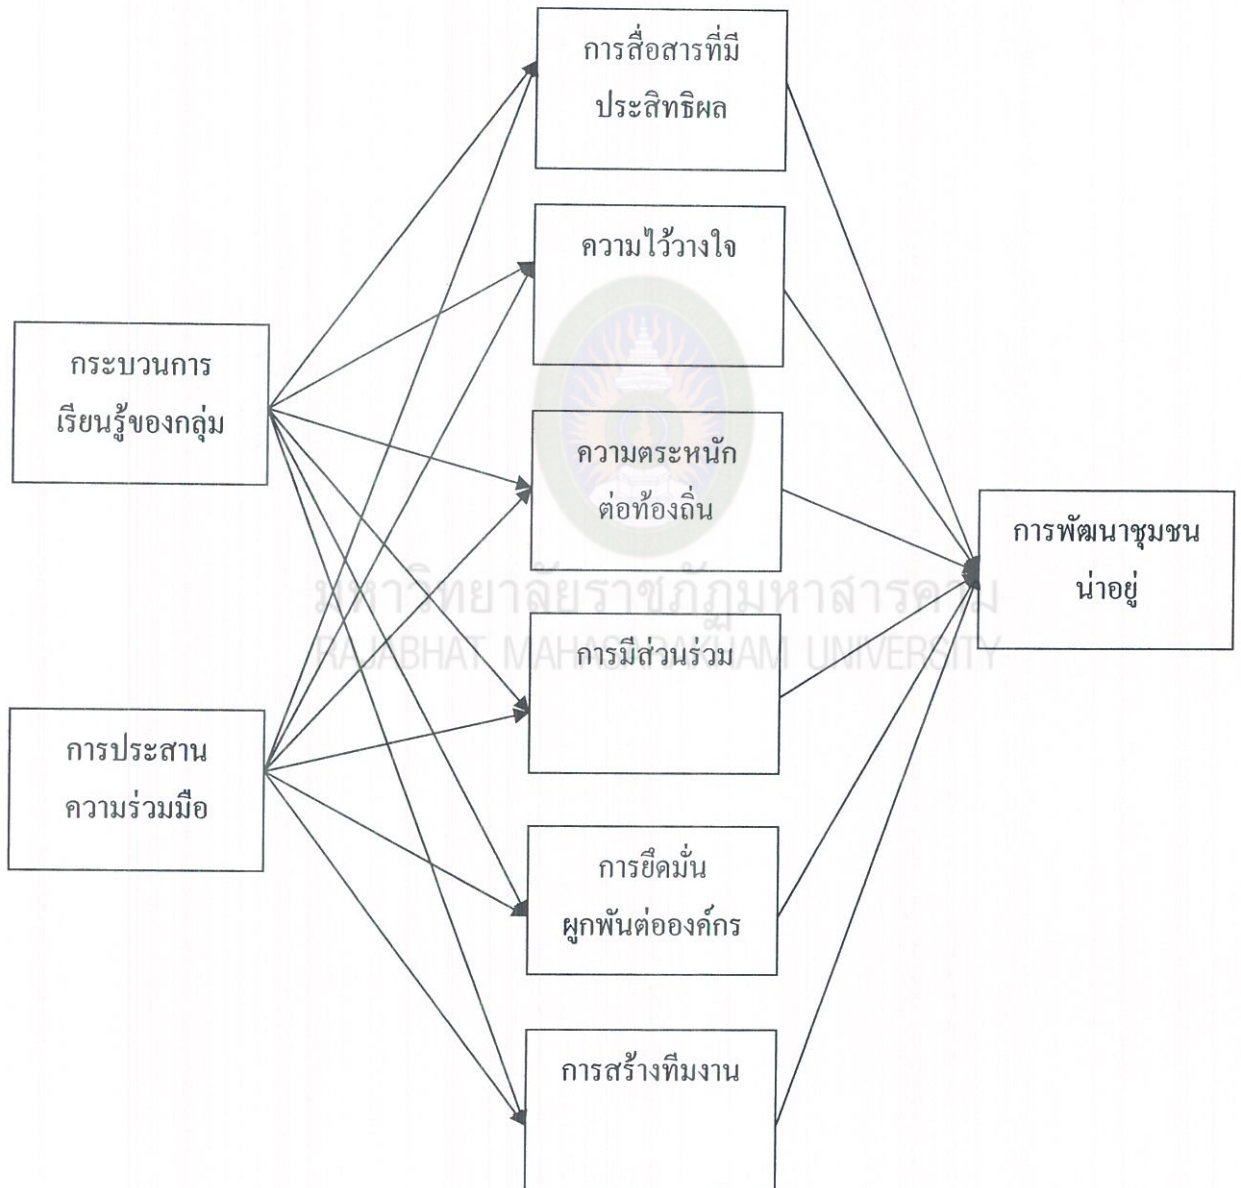 การสื่อสารที่มี
ประสิทธิผล
ความไว้วางใจ
กระบวนการ
เรียนรู้ของกลุ่ม
ความตระหนัก
ต่อท้องถิ่น
การพัฒนาชุมชน
น่าอยู่
มหาวิทยาลัยราชภัฏมหาสารคาม
RAJABHAT MAHASARAKHAM UNIVERSITY
การมีส่วนร่วม
การประสาน
ความร่วมมือ
การยึดมั่น
ผูกพันต่อองค์กร
การสร้างทีมงาน